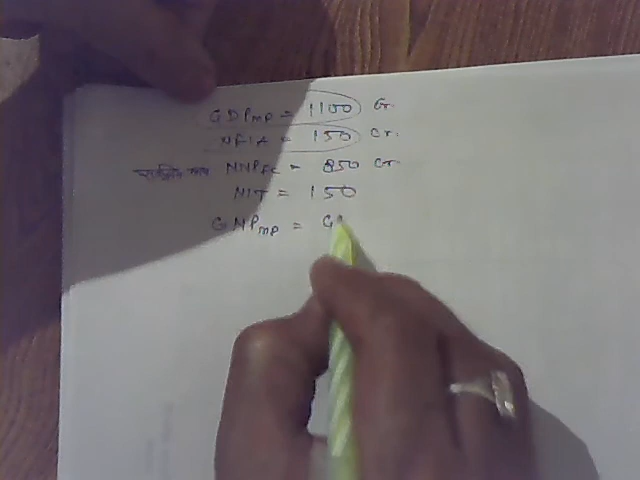 GDPMP = 1100 Cr.
NFIA = 150 Cr.
NNPFC = 850 Cr.
NIT = 150
GNPMP = G